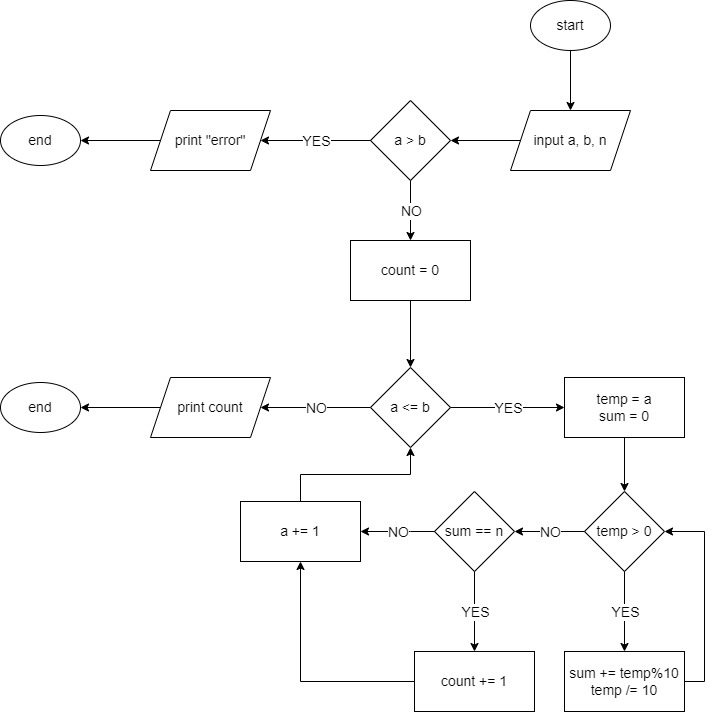 start
input a, b, n
a > b
YES
print "error"
end
NO
count = 0
a <= b
NO
print count
end
YES
temp = a
sum = 0
temp > 0
NO
sum == n
NO
a += 1
YES
count += 1
YES
sum += temp%10
temp /= 10